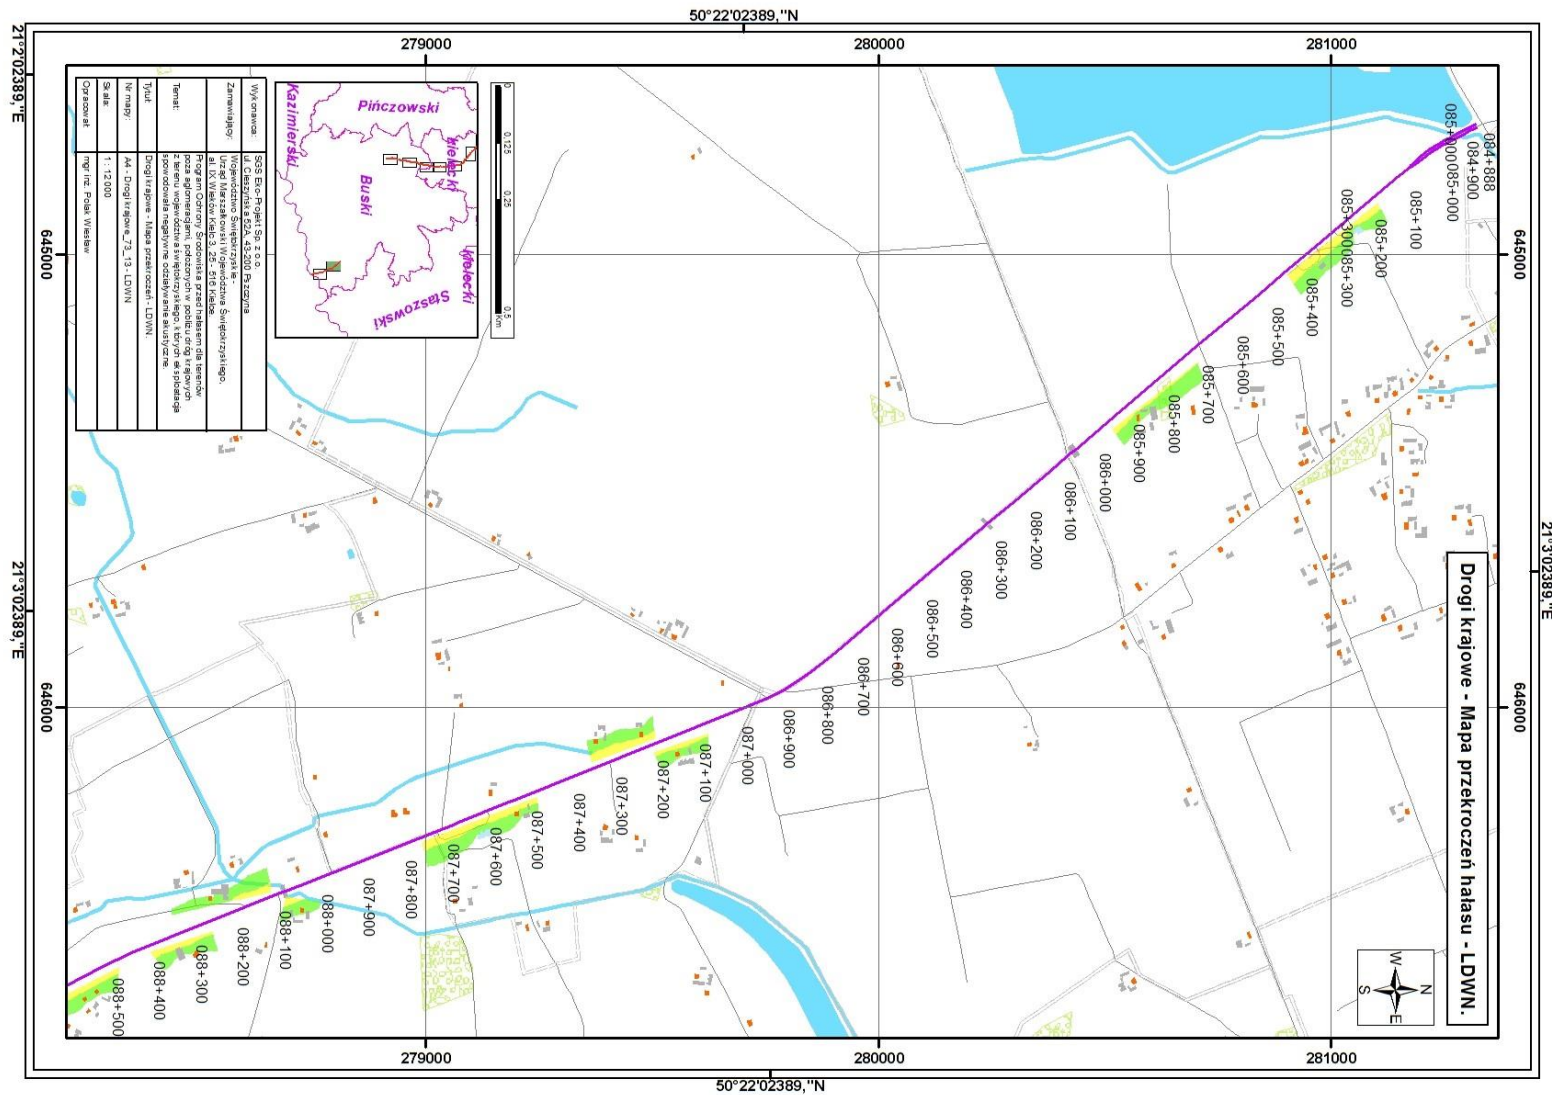 50°22'02389,"N
279000
280000
281000
21°2'02389,"E
645000
21°3'02389,"E
646000
645000
21°3'02389,"E
646000
279000
280000
281000
50°22'02389,"N
Drogi krajowe - Mapa przekroczeń hałasu - LDWN.
N
W
E
S
0
0.125
0.25
0.5
Km
Pińczowski
kielecki
Kazimierski
Buski
Staszowski
Wykonawca:
SGS Eko-Projekt Sp. z o.o.
ul. Cieszyńska 52A, 43-200 Pszczyna
Zamawiający:
Województwo Świętokrzyskie -
Urząd Marszałkowski Województwa Świętokrzyskiego,
al. IX Wieków Kielc 3, 25 - 516 Kielce
Temat:
Program Ochrony Środowiska przed hałasem dla terenów
poza aglomeracjami, położonych w pobliżu dróg krajowych
z terenu województwa świętokrzyskiego, których eksploatacja
spowodowała negatywne oddziaływanie akustyczne.
Tytuł:
Drogi krajowe - Mapa przekroczeń - LDWN.
Nr mapy:
A4 - Drogi krajowe_73_13 - LDWN
Skala:
1 : 12 000
Opracował:
mgr inż. Polak Wiesław
084+888
084+900
085+000
085+000
085+100
085+200
085+300
085+300
085+400
085+500
085+600
085+700
085+800
085+900
086+000
086+100
086+200
086+300
086+400
086+500
086+600
086+700
086+800
086+900
087+000
087+100
087+200
087+300
087+400
087+500
087+600
087+700
087+800
087+900
088+000
088+100
088+200
088+300
088+400
088+500